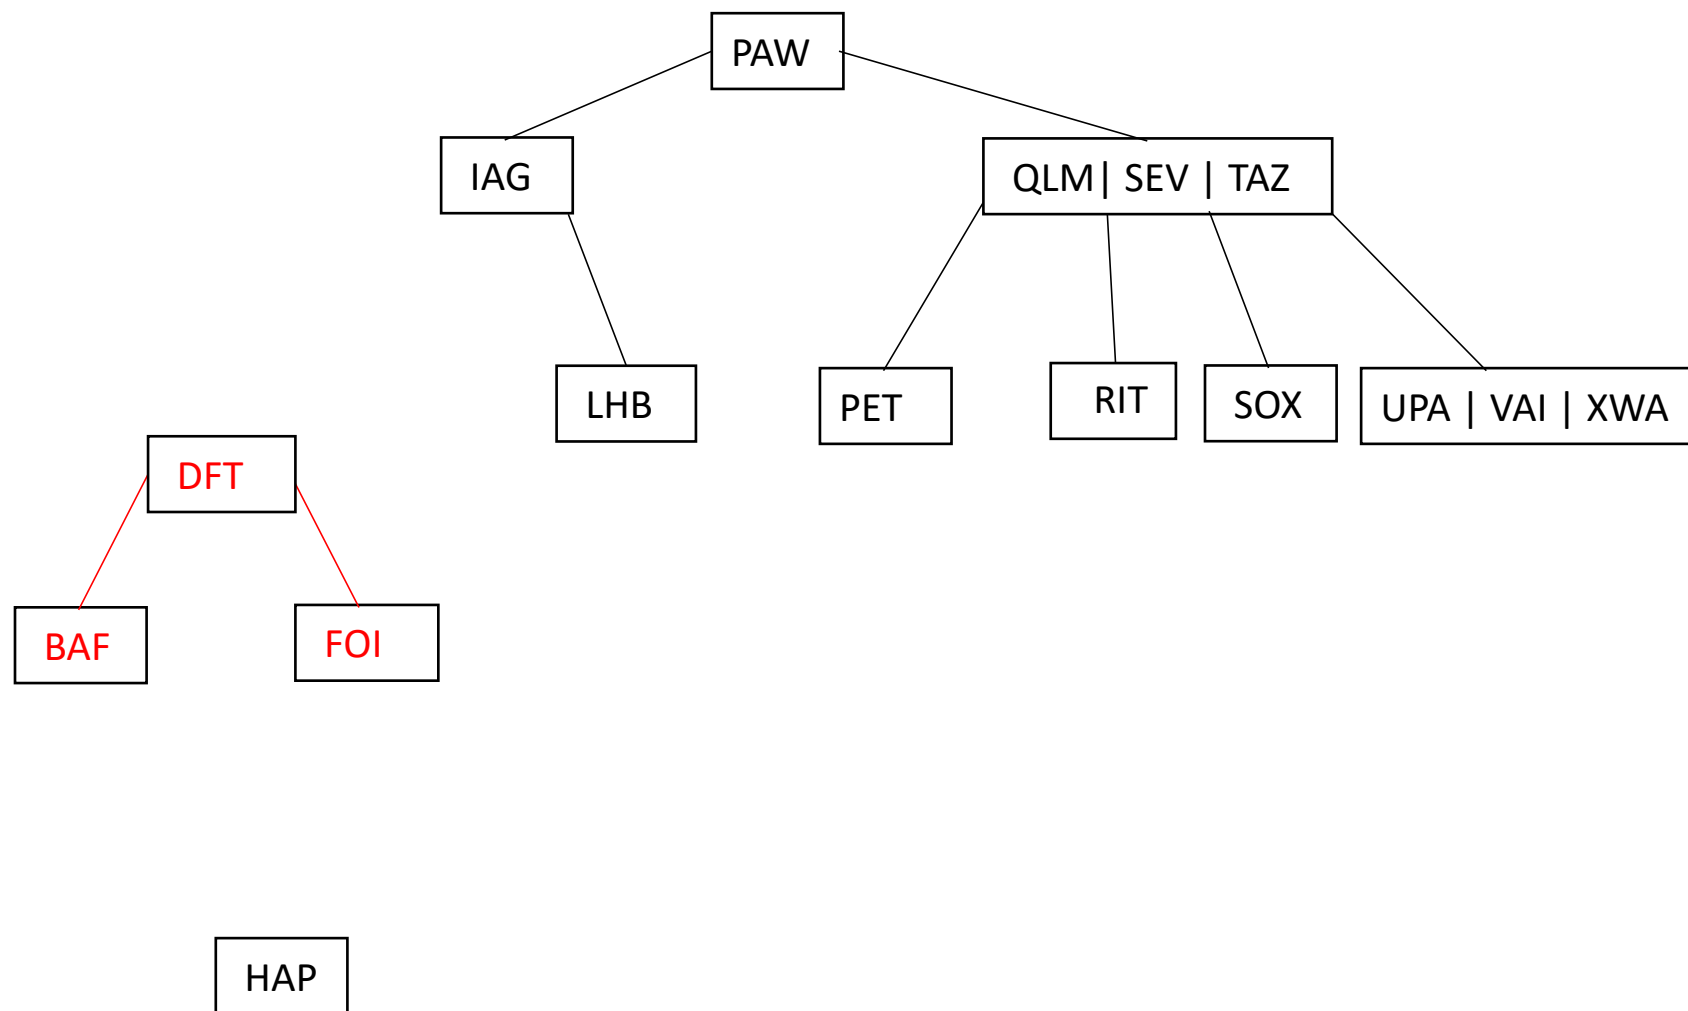 PAW
IAG
QLM| SEV | TAZ
LHB
PET
RIT
SOX
UPA | VAI | XWA
DFT
BAF
FOI
HAP